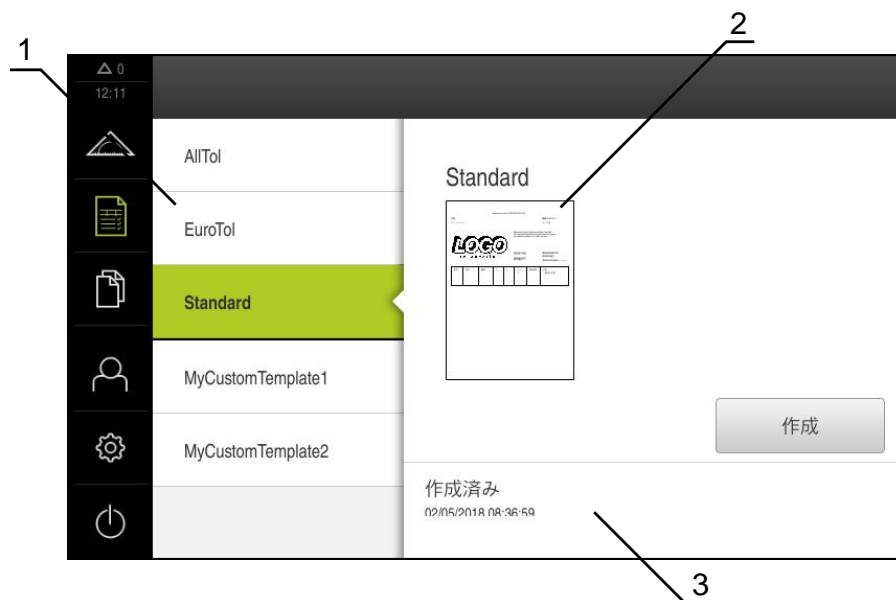 1
2
0
12:11
AllTol
EuroTol
Standard
MyCustomTemplate1
MyCustomTemplate2
Standard
LOGO
作成
作成済み
02/05/2018 08:36:59
3